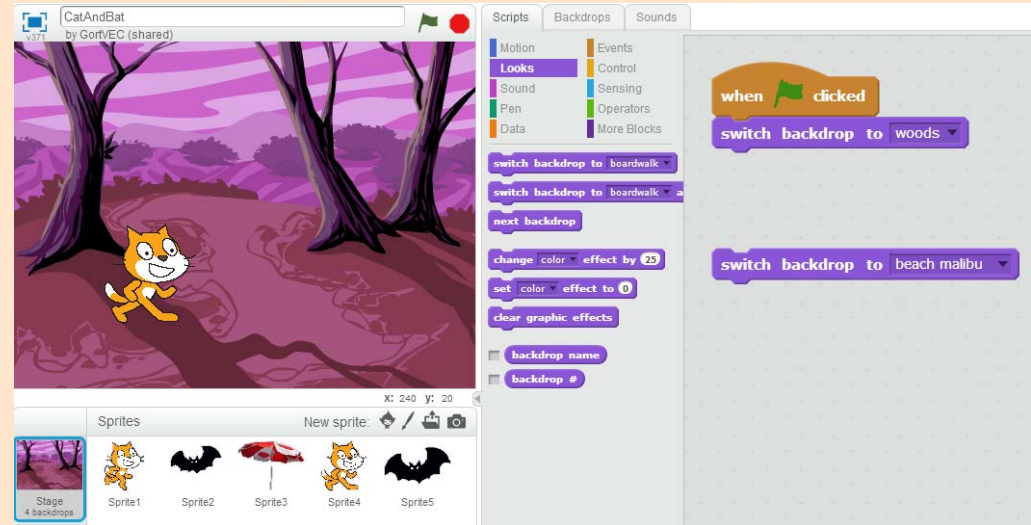 CatAndBat
v371
by GortVEC (shared)
Scripts Backdrops Sounds
Motion Events
Looks Control
Sound Sensing
Pen Operators
Data More Blocks
switch backdrop to boardwalk
switch backdrop to boardwalk a
next backdrop
change color effect by 25
set color effect to 0
clear graphic effects
backdrop name
backdrop #
when clicked
switch backdrop to woods
switch backdrop to beach malibu
X: 240 y: 20
Sprites New sprite:
Stage
4 backdrops
Sprite1 Sprite2 Sprite3 Sprite4 Sprite5